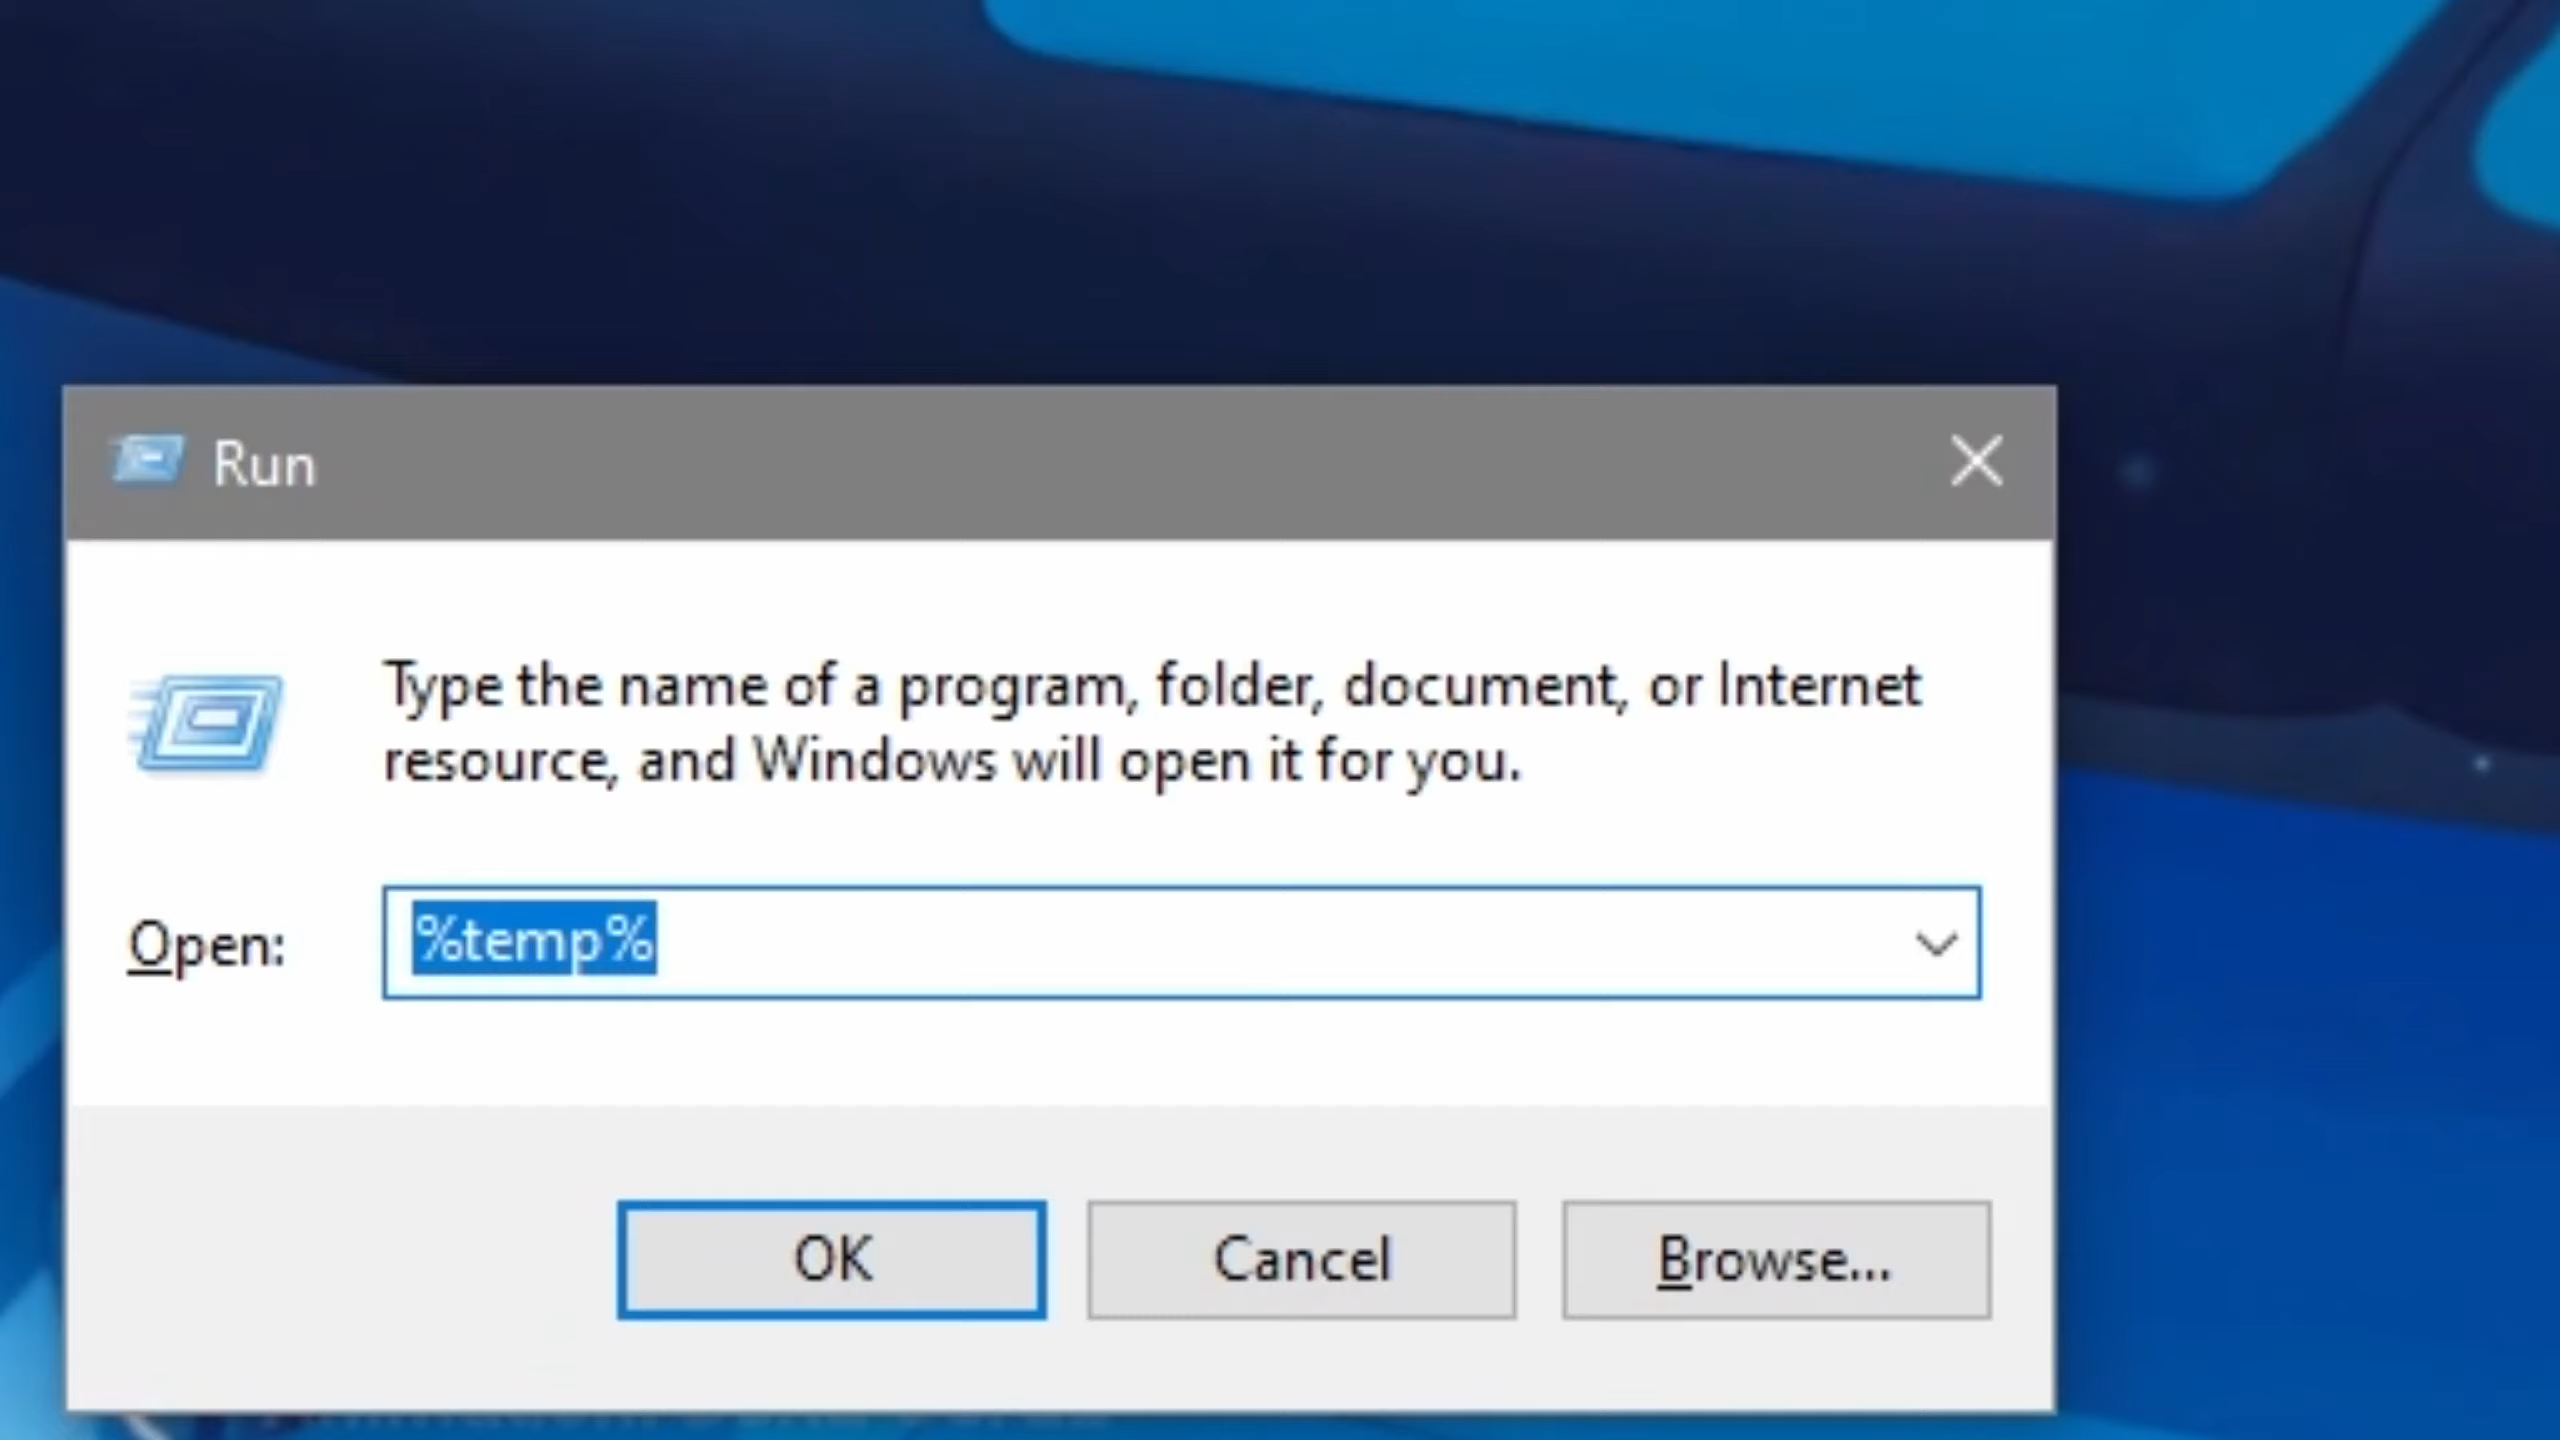 Run
Type the name of a program, folder, document, or Internet
resource, and Windows will open it for you.
Open:
%temp%
OK
Cancel
Browse...